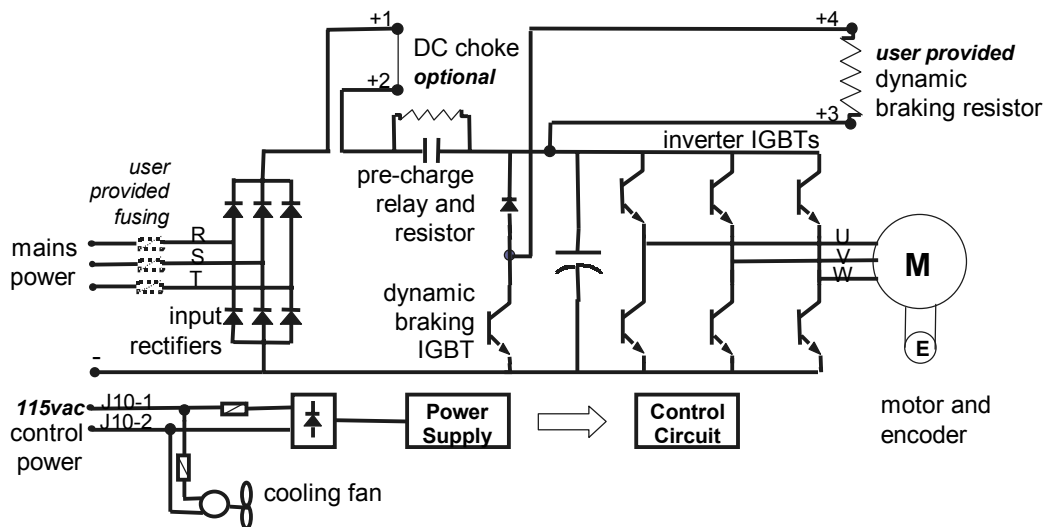 +1
DC choke
optional
+2
+4
user provided
dynamic
braking resistor
+3
inverter IGBTs
user
provided
fusing
pre-charge
relay and
resistor
mains
power
R
S
T
U
V
W
M
input
rectifiers
dynamic
braking
IGBT
E
-
115vac
control
power
J10-1
J10-2
Power
Supply
Control
Circuit
motor and
encoder
cooling fan